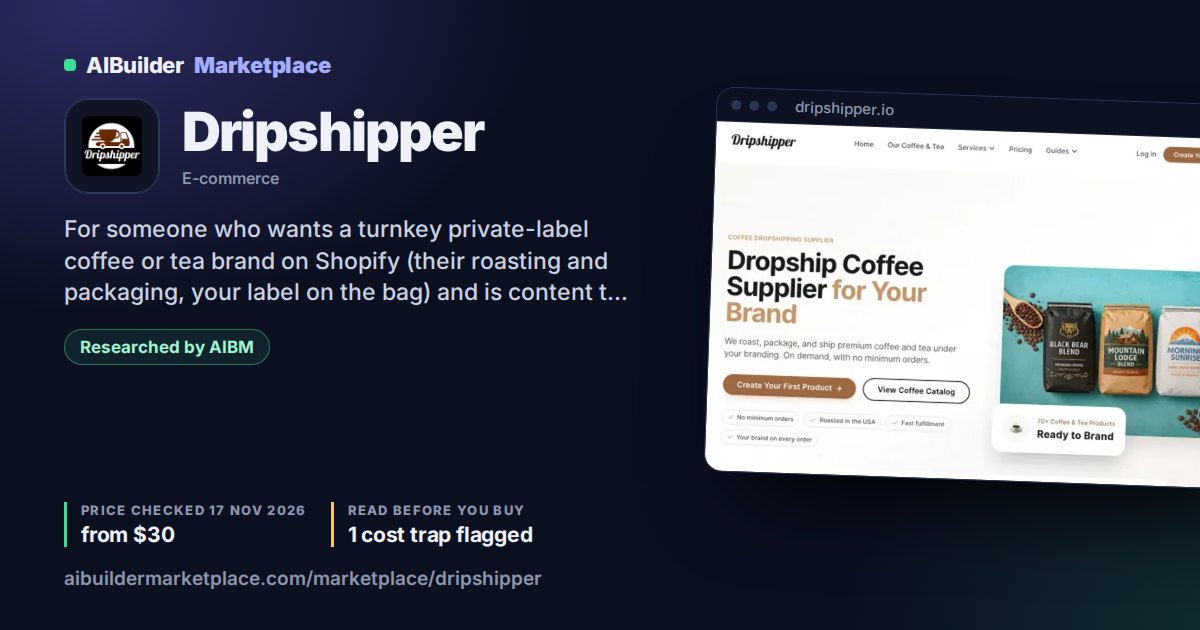 AIBuilder Marketplace
Dripshipper
Dripshipper
E-commerce
For someone who wants a turnkey private-label
coffee or tea brand on Shopify (their roasting and
packaging, your label on the bag) and is content t...
Researched by AIBM
PRICE CHECKED 17 NOV 2026
from $30
READ BEFORE YOU BUY
1 cost trap flagged
aibuildermarketplace.com/marketplace/dripshipper
dripshipper.io
Dripshipper
Home
Our Coffee & Tea
Services
Pricing
Guides
Log in
Create Y
COFFEE DROPSHIPPING SUPPLIER
Dropship Coffee
Supplier for Your
Brand
We roast, package, and ship premium coffee and tea under
your branding. On demand, with no minimum orders.
Create Your First Product →
View Coffee Catalog
✓ No minimum orders
✓ Roasted in the USA
✓ Fast fulfillment
✓ Your brand on every order
BLACK BEAR
BLEND
MOUNTAIN
LODGE
BLEND
MORNING
SUNRISE
70+ Coffee & Tea Products
Ready to Brand